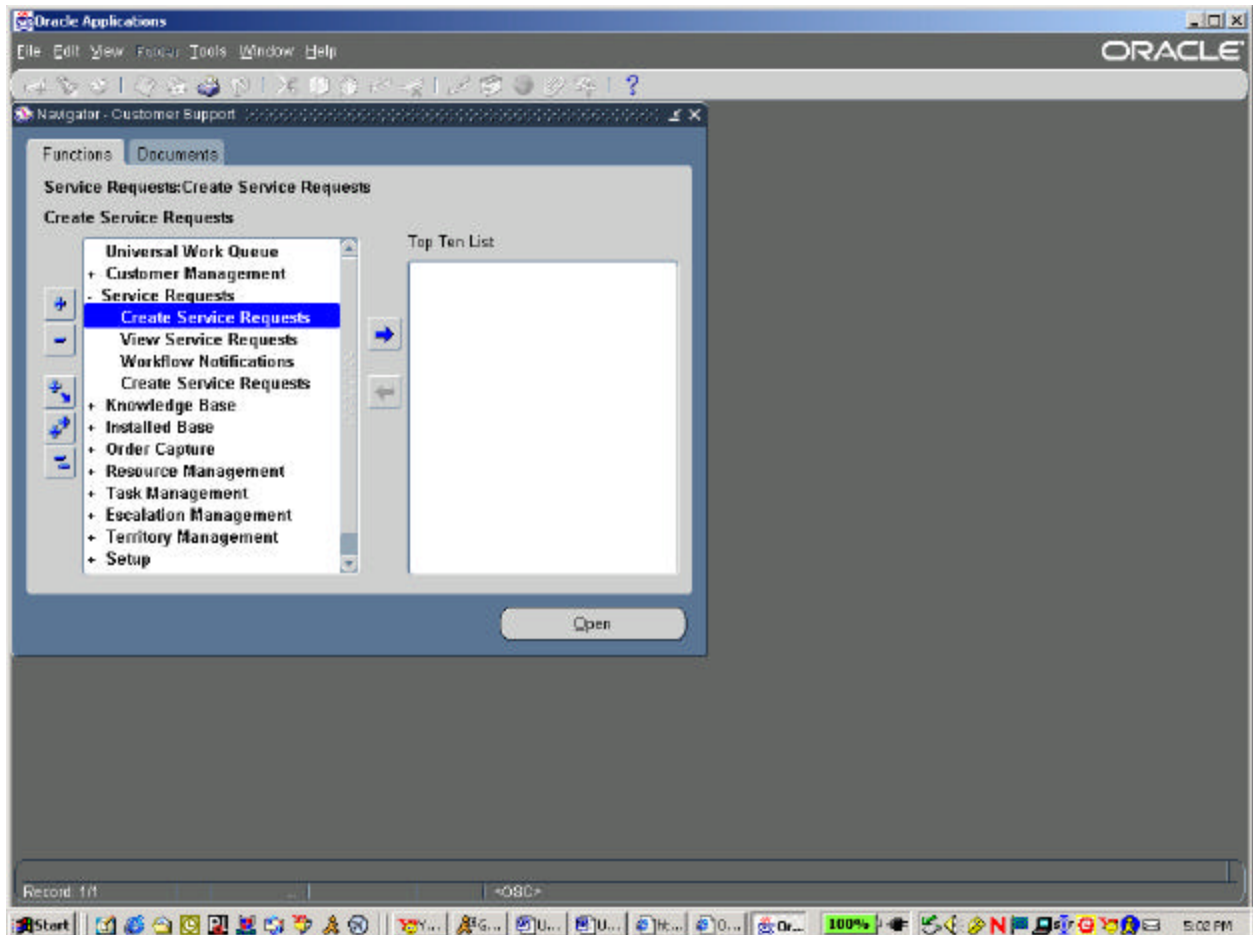 Oracle Applications
File Edit View Folder Tools Window Help
ORACLE
Navigator - Customer Support
Functions Documents
Service Requests:Create Service Requests
Create Service Requests
Top Ten List
Universal Work Queue
+ Customer Management
- Service Requests
Create Service Requests
View Service Requests
Workflow Notifications
Create Service Requests
+ Knowledge Base
+ Installed Base
+ Order Capture
+ Resource Management
+ Task Management
+ Escalation Management
+ Territory Management
+ Setup
Open
Record: 1/1 ... <OSC>
Start Y... G... U... U... ht... O... Or... 100% 5:02 PM